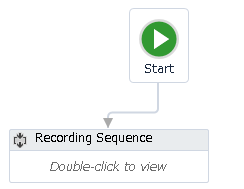 Start
Recording Sequence
Double-click to view